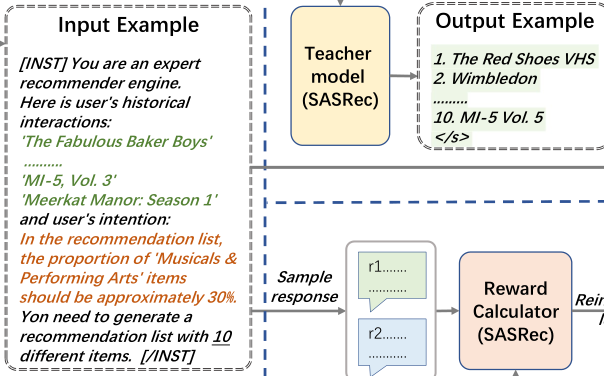 Input Example
[INST] You are an expert
recommender engine.
Here is user's historical
interactions:
'The Fabulous Baker Boys'
..........
'MI-5, Vol. 3'
'Meerkat Manor: Season 1'
and user's intention:
In the recommendation list,
the proportion of 'Musicals &
Performing Arts' items
should be approximately 30%.
Yon need to generate a
recommendation list with 10
different items. [/INST]
Teacher
model
(SASRec)
Output Example
1. The Red Shoes VHS
2. Wimbledon
.........
10. MI-5 Vol. 5
</s>
Sample
response
r1.......
...........
r2.......
...........
Reward
Calculator
(SASRec)